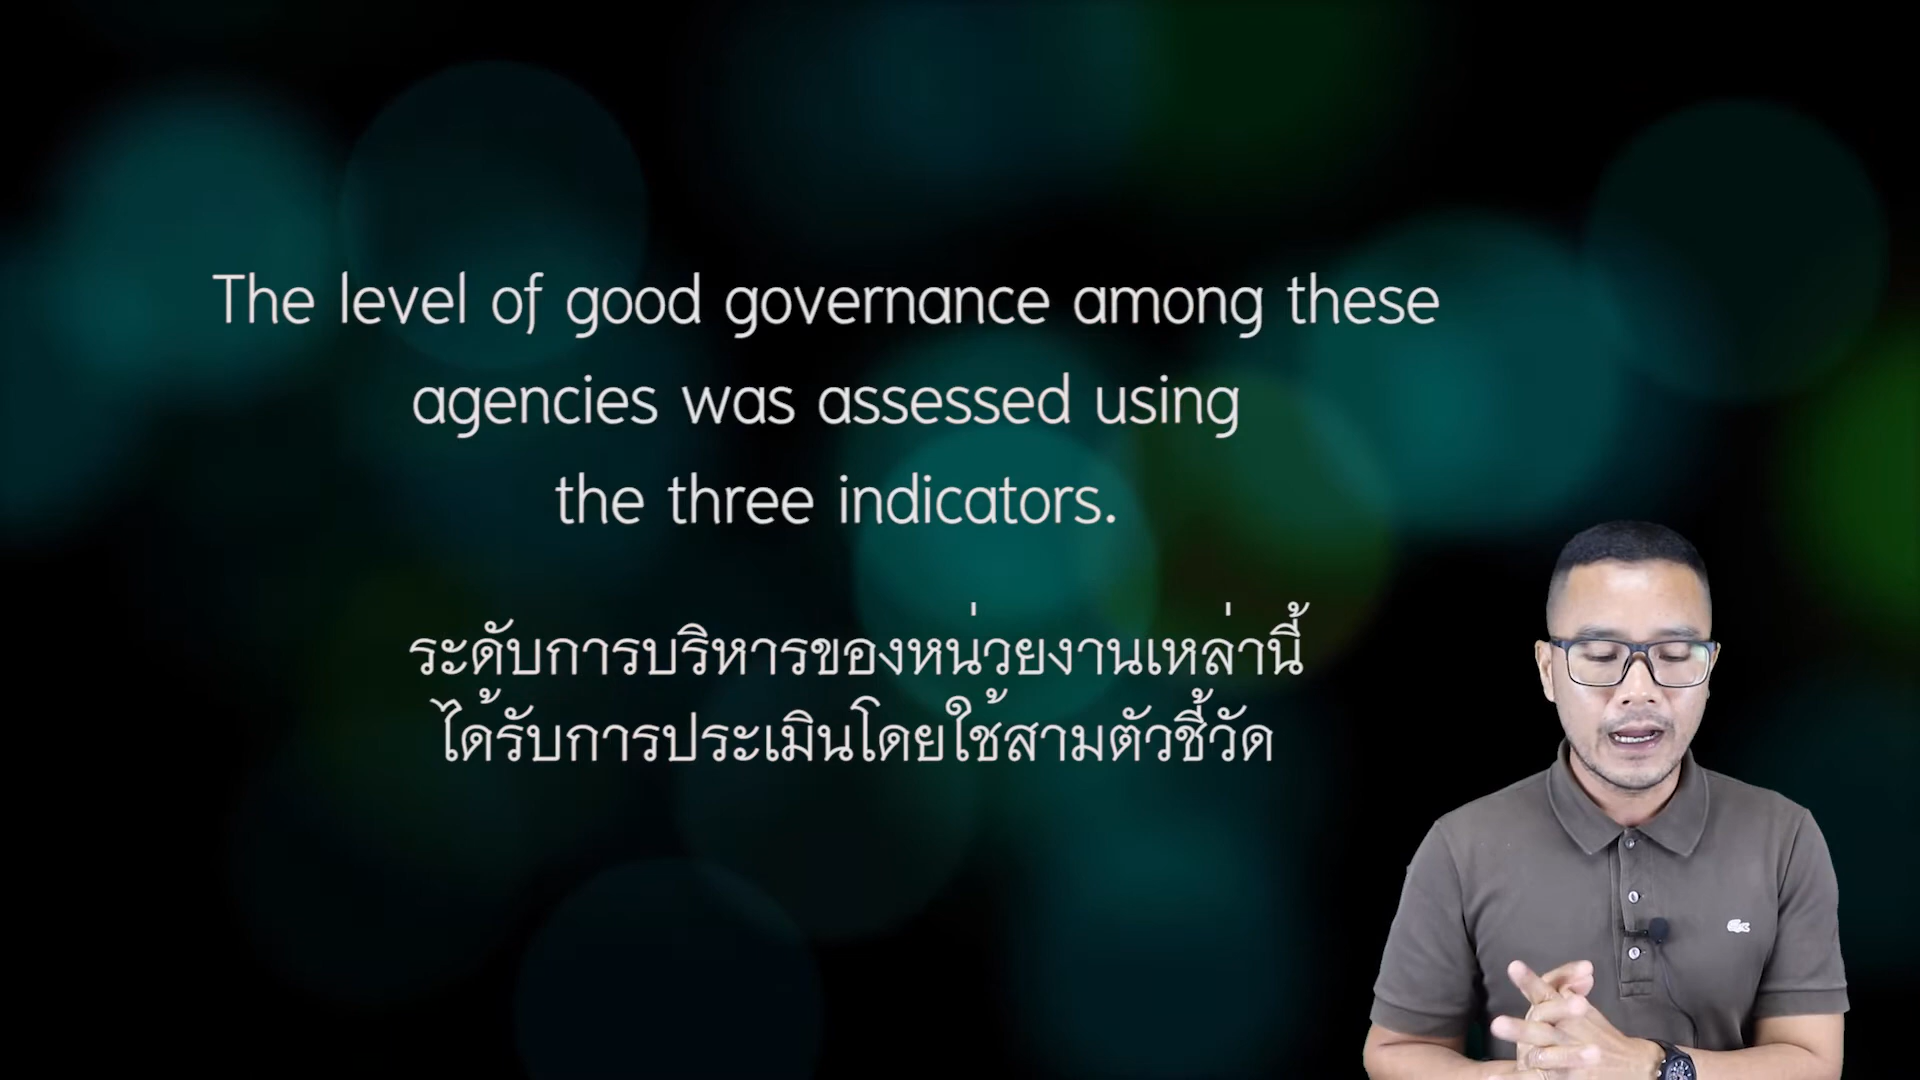 The level of good governance among these
agencies was assessed using
the three indicators.
ระดับการบริหารของหน่วยงานเหล่านี้
ได้รับการประเมินโดยใช้สามตัวชี้วัด